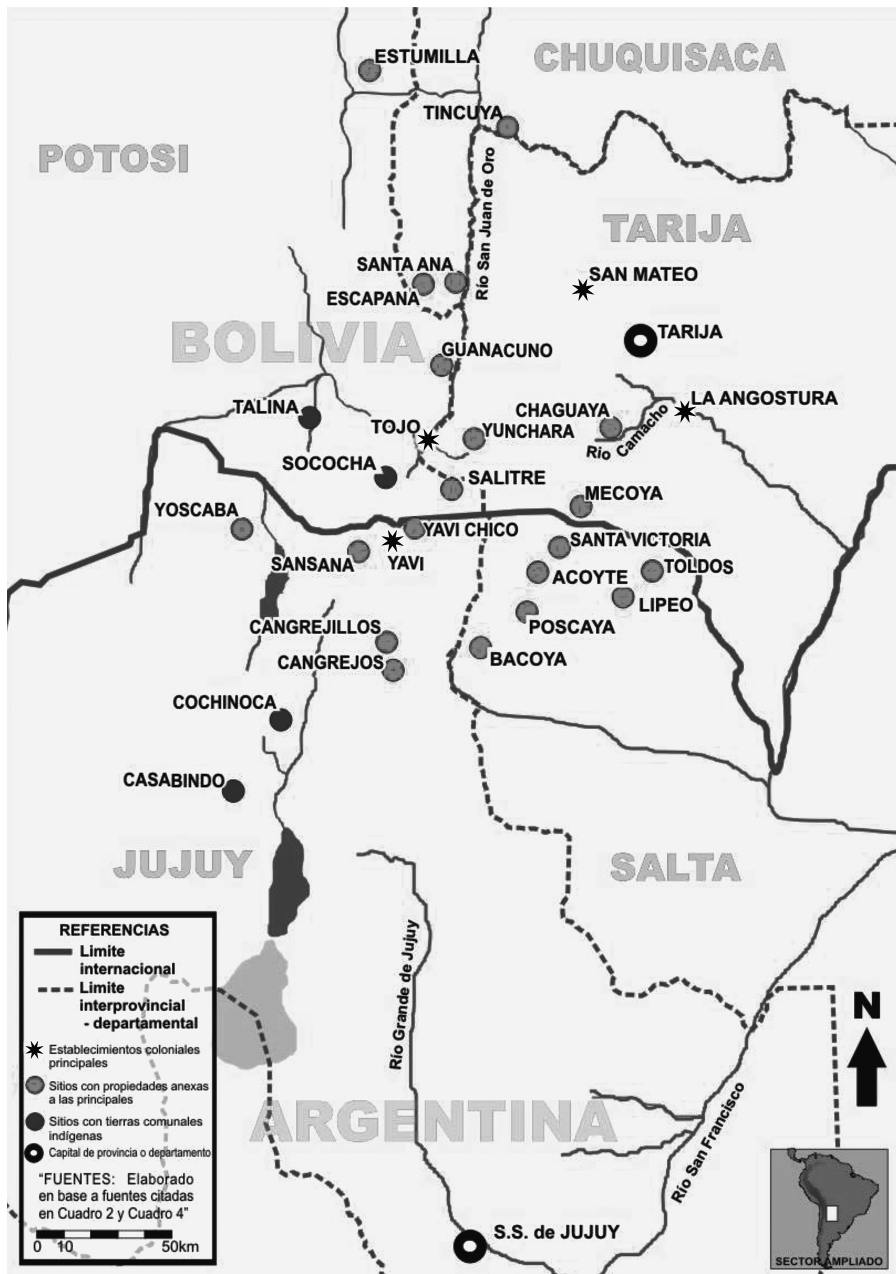 ESTUMILLA
CHUQUISACA
TINCUYA
POTOSI
Río San Juan de Oro
TARIJA
SANTA ANA
SAN MATEO
ESCAPANA
BOLIVIA
TARIJA
GUANACUNO
LA ANGOSTURA
TALINA
CHAGUAYA
TOJO
YUNCHARA
Río Camacho
SOCOCHA
SALITRE
MECOYA
YOSCABA
YAVI CHICO
SANTA VICTORIA
SANSANA
YAVI
ACOYTE
TOLDOS
LIPEO
POSCAYA
CANGREJILLOS
BACOYA
CANGREJOS
COCHINOCA
CASABINDO
JUJUY
SALTA
Río Grande de Jujuy
N
ARGENTINA
Río San Francisco
S.S. de JUJUY
REFERENCIAS
Limite
internacional
Limite
interprovincial
- departamental
Establecimientos coloniales
principales
Sitios con propiedades anexas
a las principales
Sitios con tierras comunales
indígenas
Capital de provincia o departamento
"FUENTES: Elaborado
en base a fuentes citadas
en Cuadro 2 y Cuadro 4"
0 10 50km
SECTOR AMPLIADO